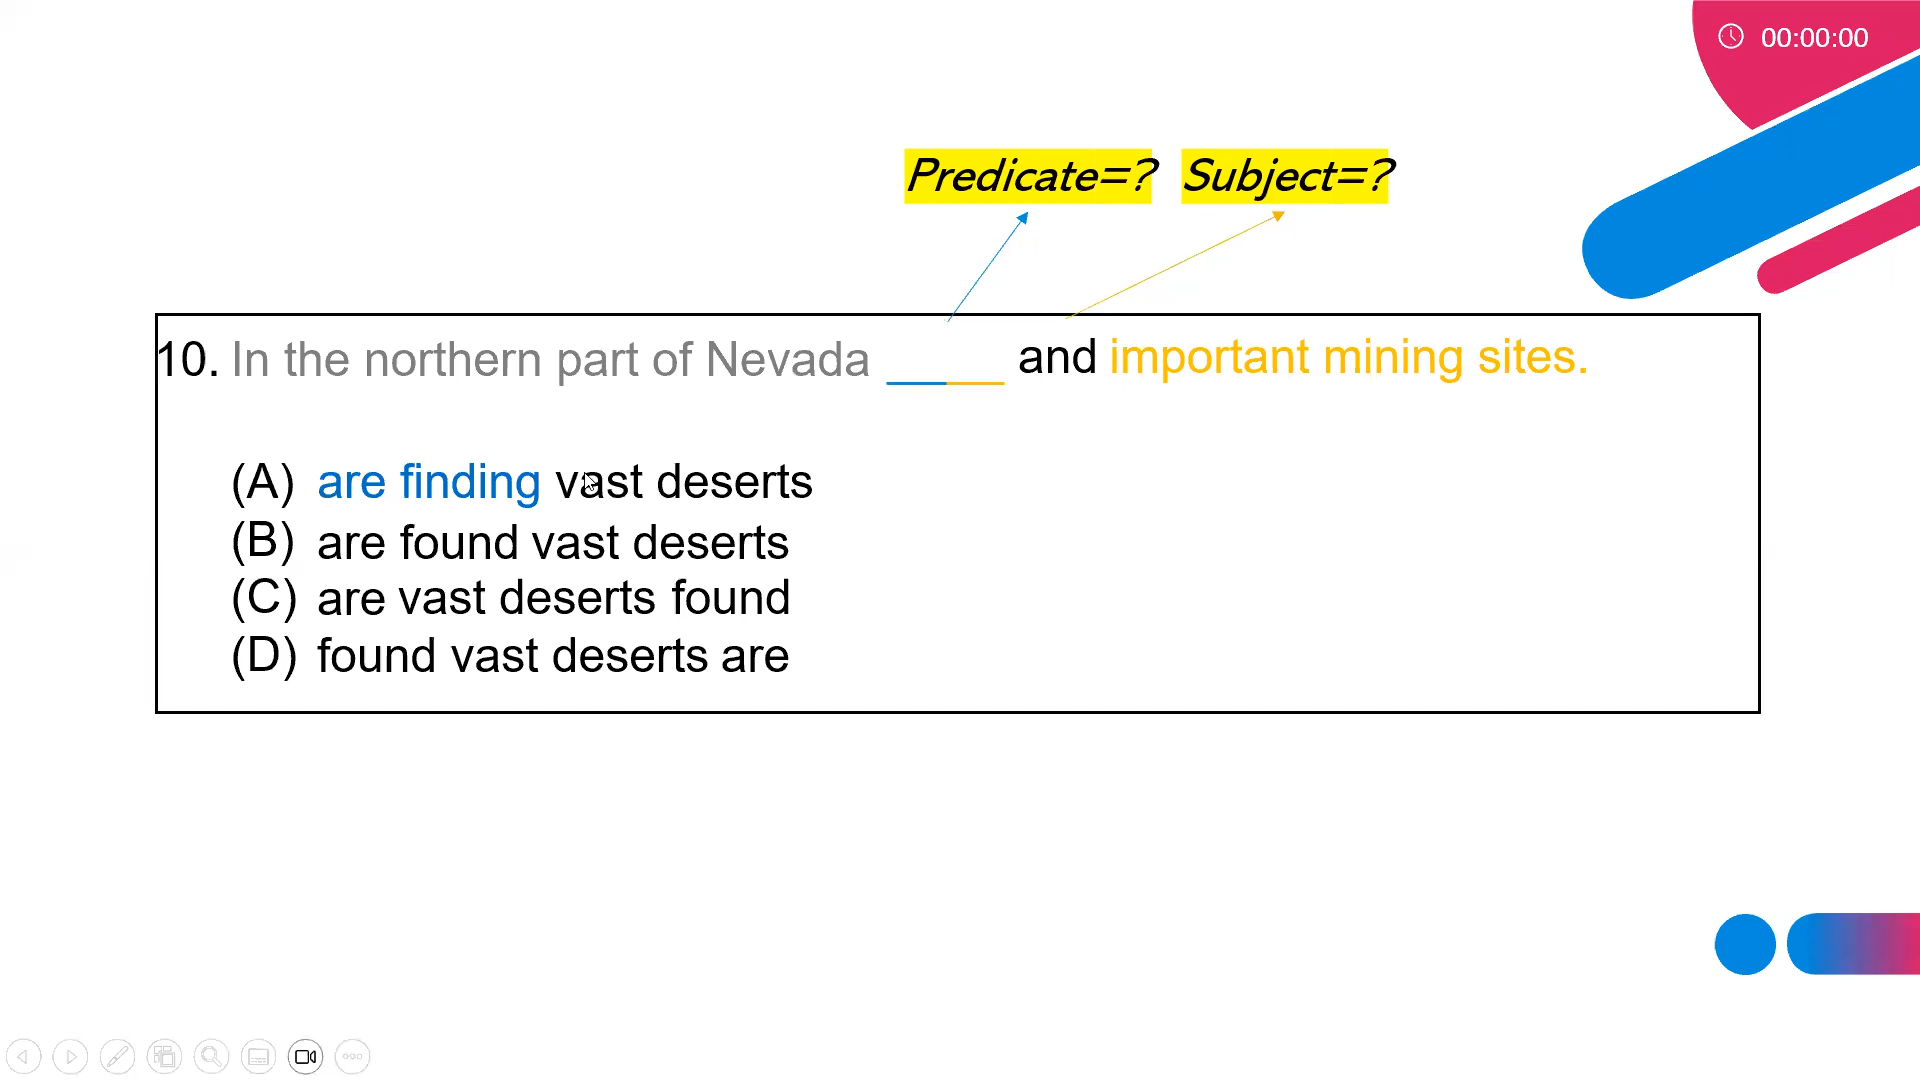 00:00:00
Predicate=? Subject=?
10. In the northern part of Nevada ____ and important mining sites.
(A) are finding vast deserts
(B) are found vast deserts
(C) are vast deserts found
(D) found vast deserts are